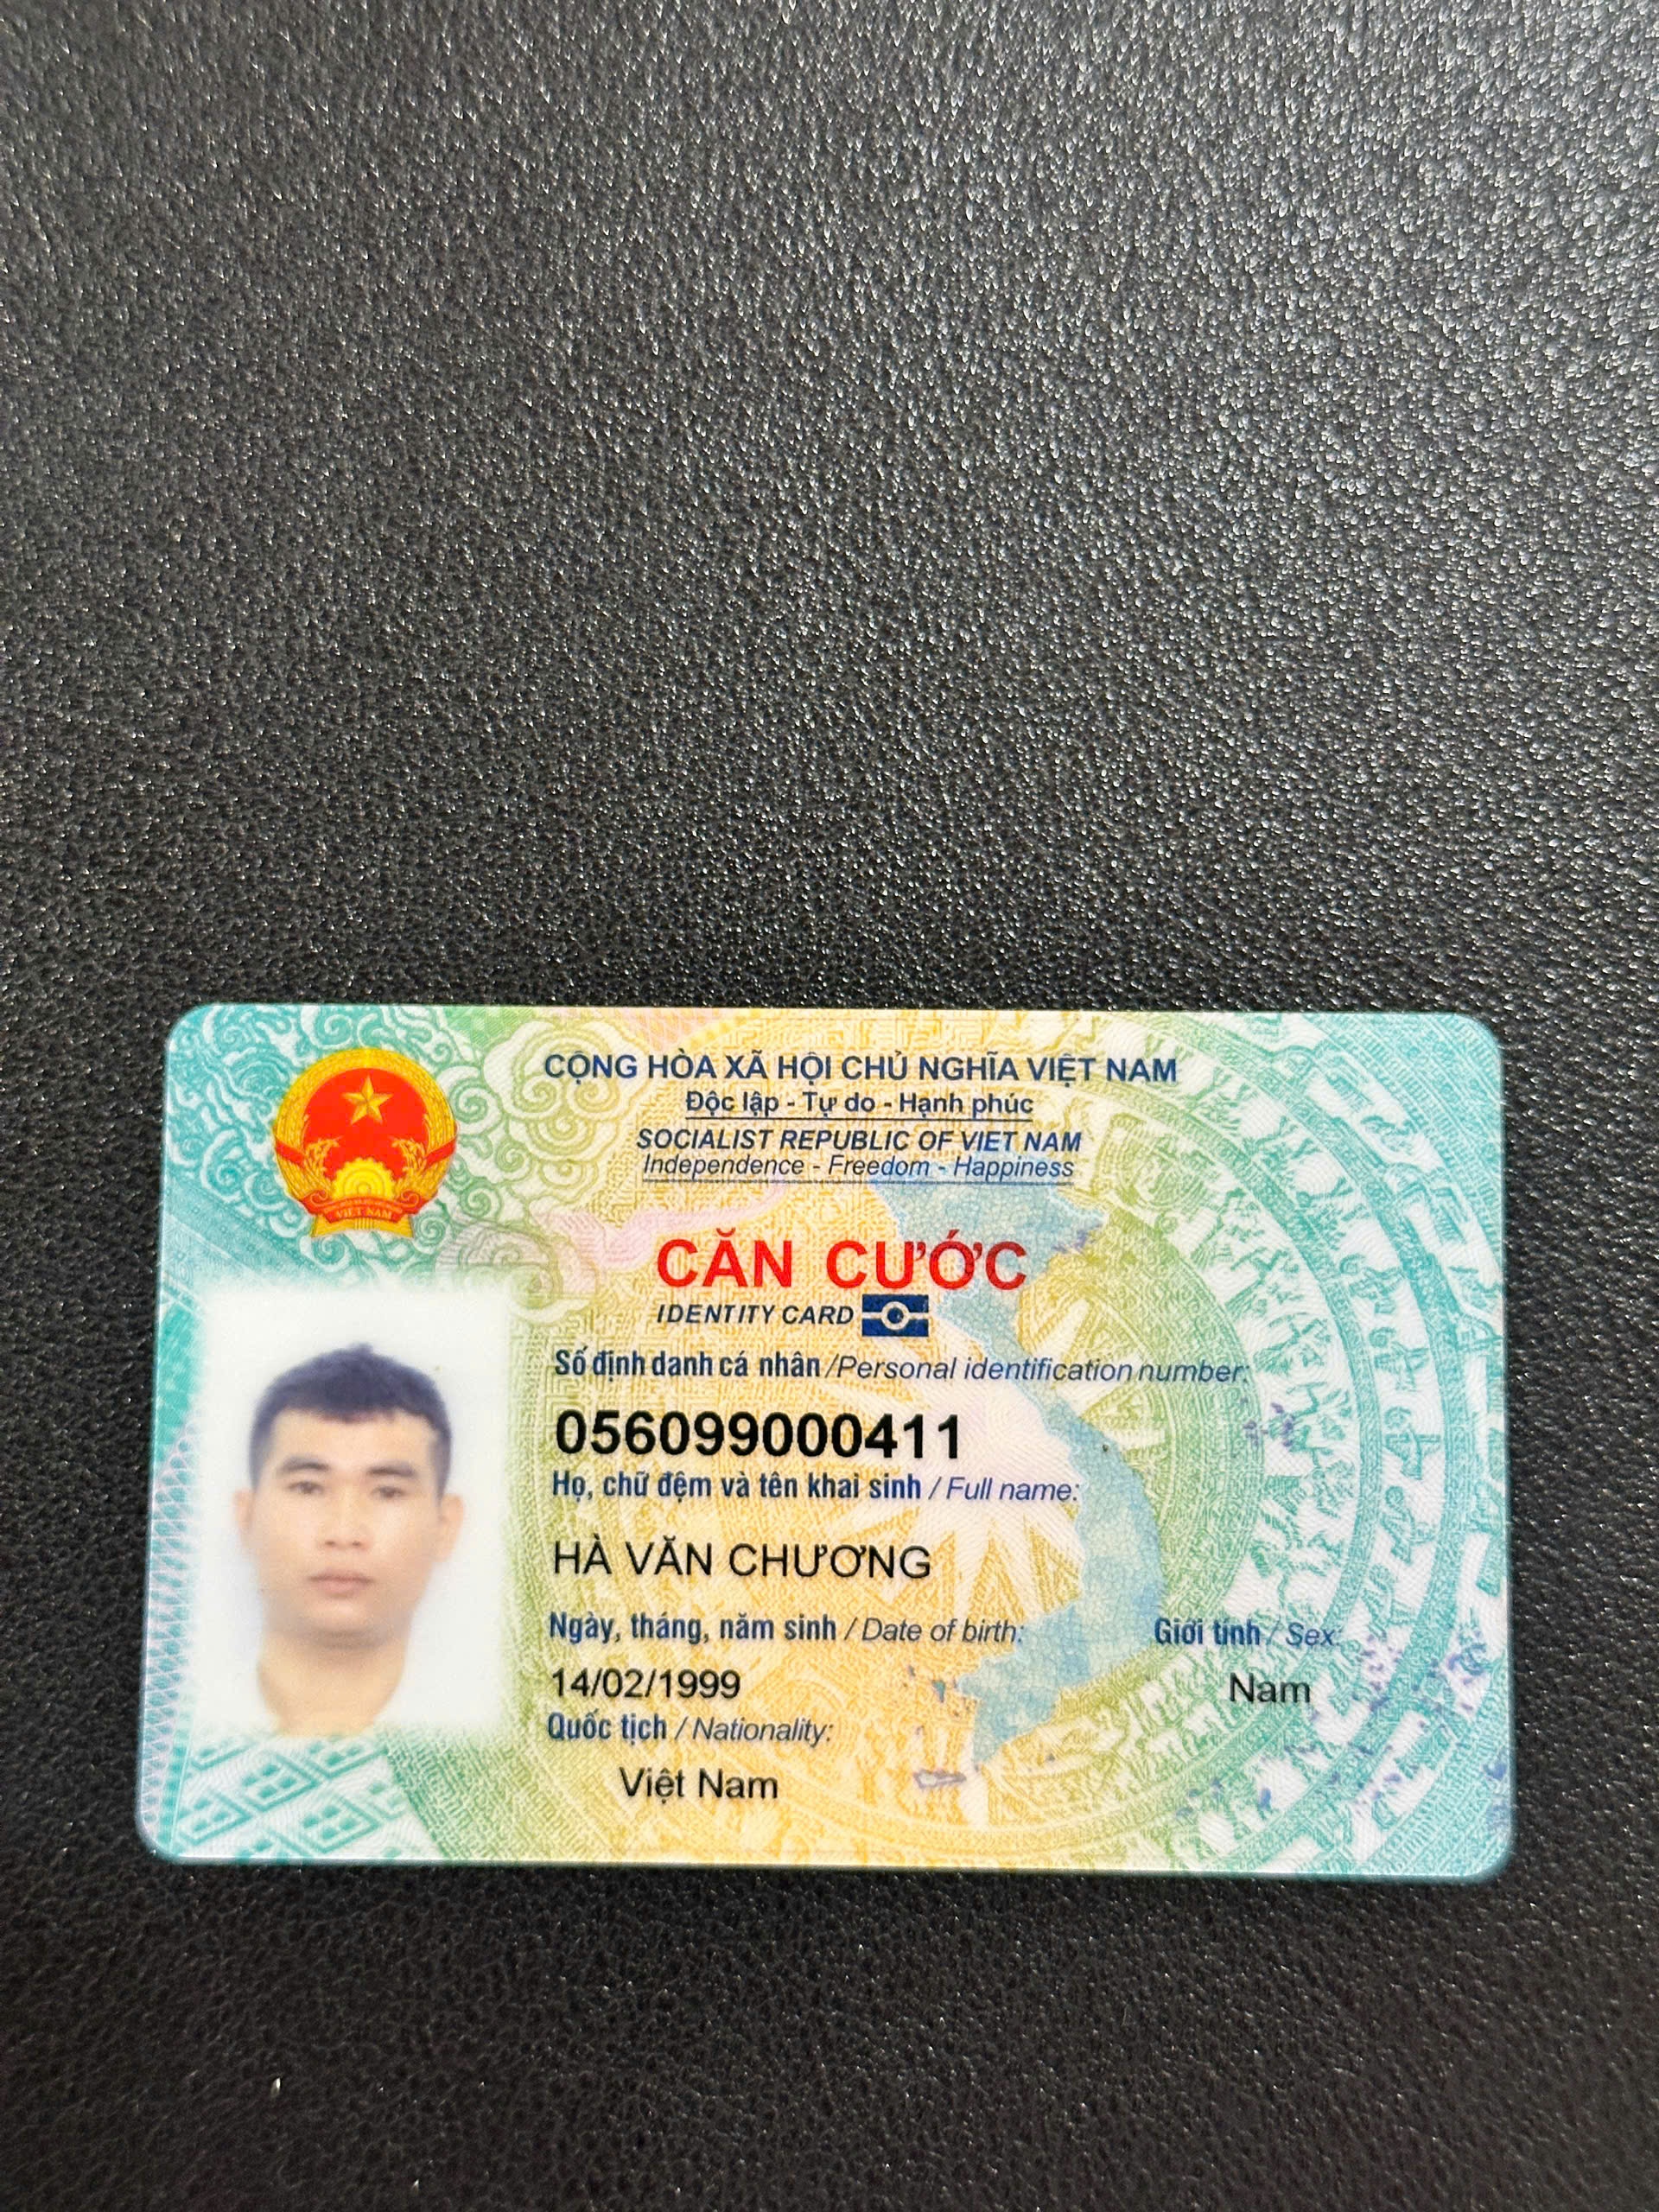 CỘNG HÒA XÃ HỘI CHỦ NGHĨA VIỆT NAM
Độc lập - Tự do - Hạnh phúc
SOCIALIST REPUBLIC OF VIET NAM
Independence - Freedom - Happiness
VIỆT NAM
CĂN CƯỚC
IDENTITY CARD
Số định danh cá nhân / Personal identification number:
056099000411
Họ, chữ đệm và tên khai sinh / Full name:
HÀ VĂN CHƯƠNG
Ngày, tháng, năm sinh / Date of birth: Giới tính / Sex:
14/02/1999 Nam
Quốc tịch / Nationality:
Việt Nam